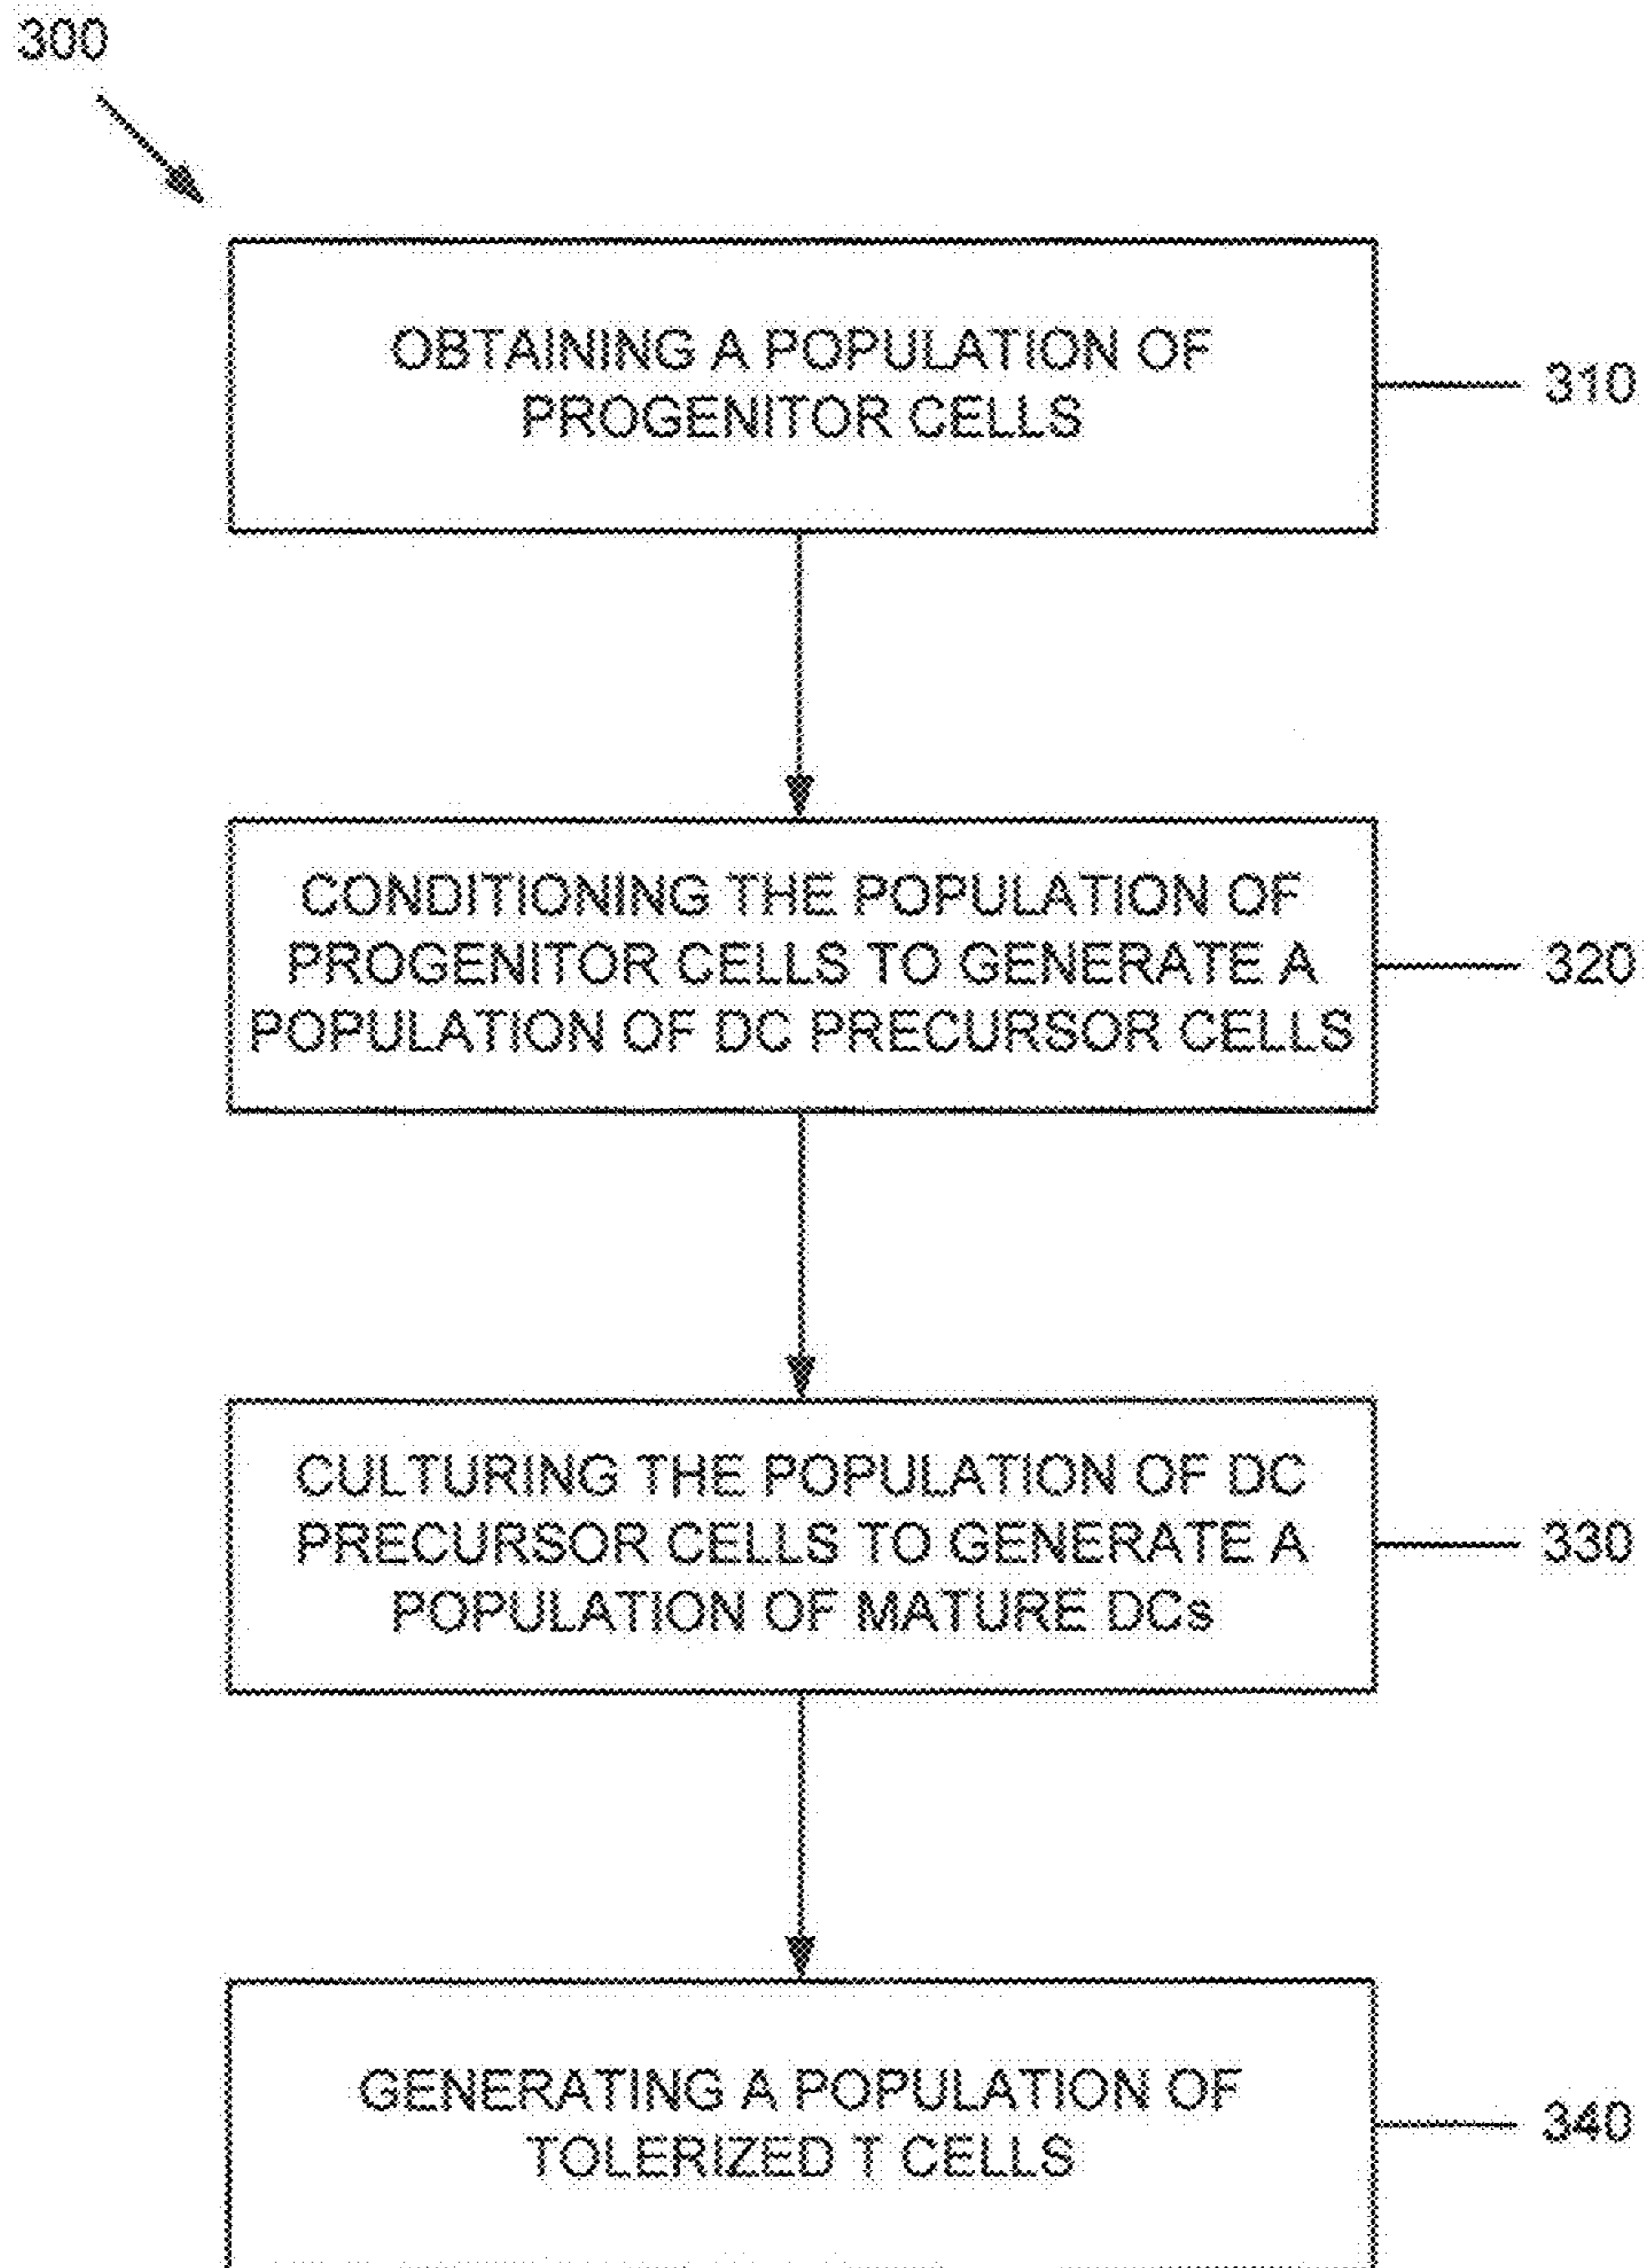 300
OBTAINING A POPULATION OF
PROGENITOR CELLS
310
CONDITIONING THE POPULATION OF
PROGENITOR CELLS TO GENERATE A
POPULATION OF DC PRECURSOR CELLS
320
CULTURING THE POPULATION OF DC
PRECURSOR CELLS TO GENERATE A
POPULATION OF MATURE DCs
330
GENERATING A POPULATION OF
TOLERIZED T CELLS
340